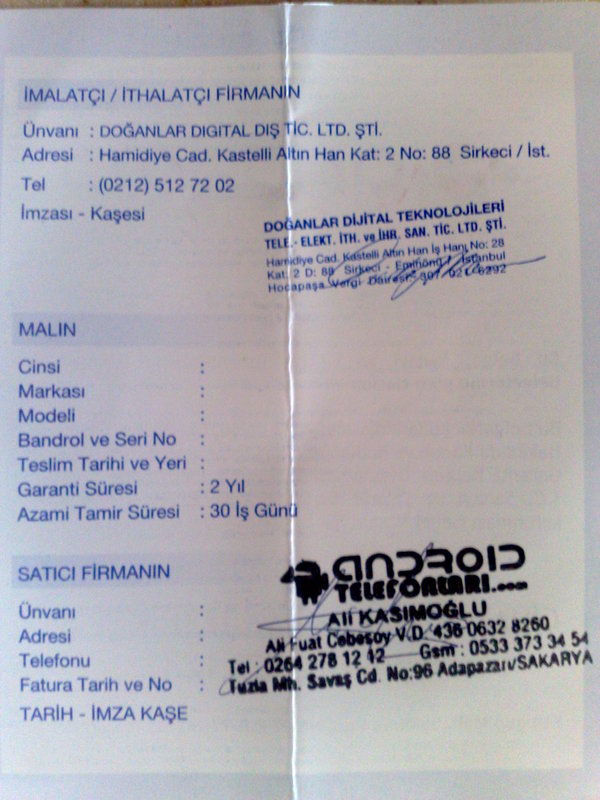 İMALATÇI / İTHALATÇI FİRMANIN
Ünvanı : DOĞANLAR DIGITAL DIŞ TİC. LTD. ŞTİ.
Adresi : Hamidiye Cad. Kastelli Altın Han Kat: 2 No: 88 Sirkeci / İst.
Tel : (0212) 512 72 02
İmzası - Kaşesi
DOĞANLAR DİJİTAL TEKNOLOJİLERİ
TELE.- ELEKT. İTH. ve İHR. SAN. TİC. LTD. ŞTİ.
Hamidiye Cad. Kastelli Altın Han İş Hanı No: 28
Kat. 2 D: 88 Sirkeci - Eminönü / İstanbul
Hocapaşa Vergi Dairesi: 307 021 6292
MALIN
Cinsi :
Markası :
Modeli :
Bandrol ve Seri No :
Teslim Tarihi ve Yeri :
Garanti Süresi : 2 Yıl
Azami Tamir Süresi : 30 İş Günü
SATICI FİRMANIN
Ünvanı :
Adresi :
Telefonu :
Fatura Tarih ve No :
TARİH - İMZA KAŞE
ANDROID
TELEFONLARI.com
Ali KASIMOĞLU
Ali Fuat Cebesoy V.D. 436 0632 8260
Tel : 0264 278 12 12 Gsm : 0533 373 34 54
Tuzla Mh. Savaş Cd. No:96 Adapazarı/SAKARYA